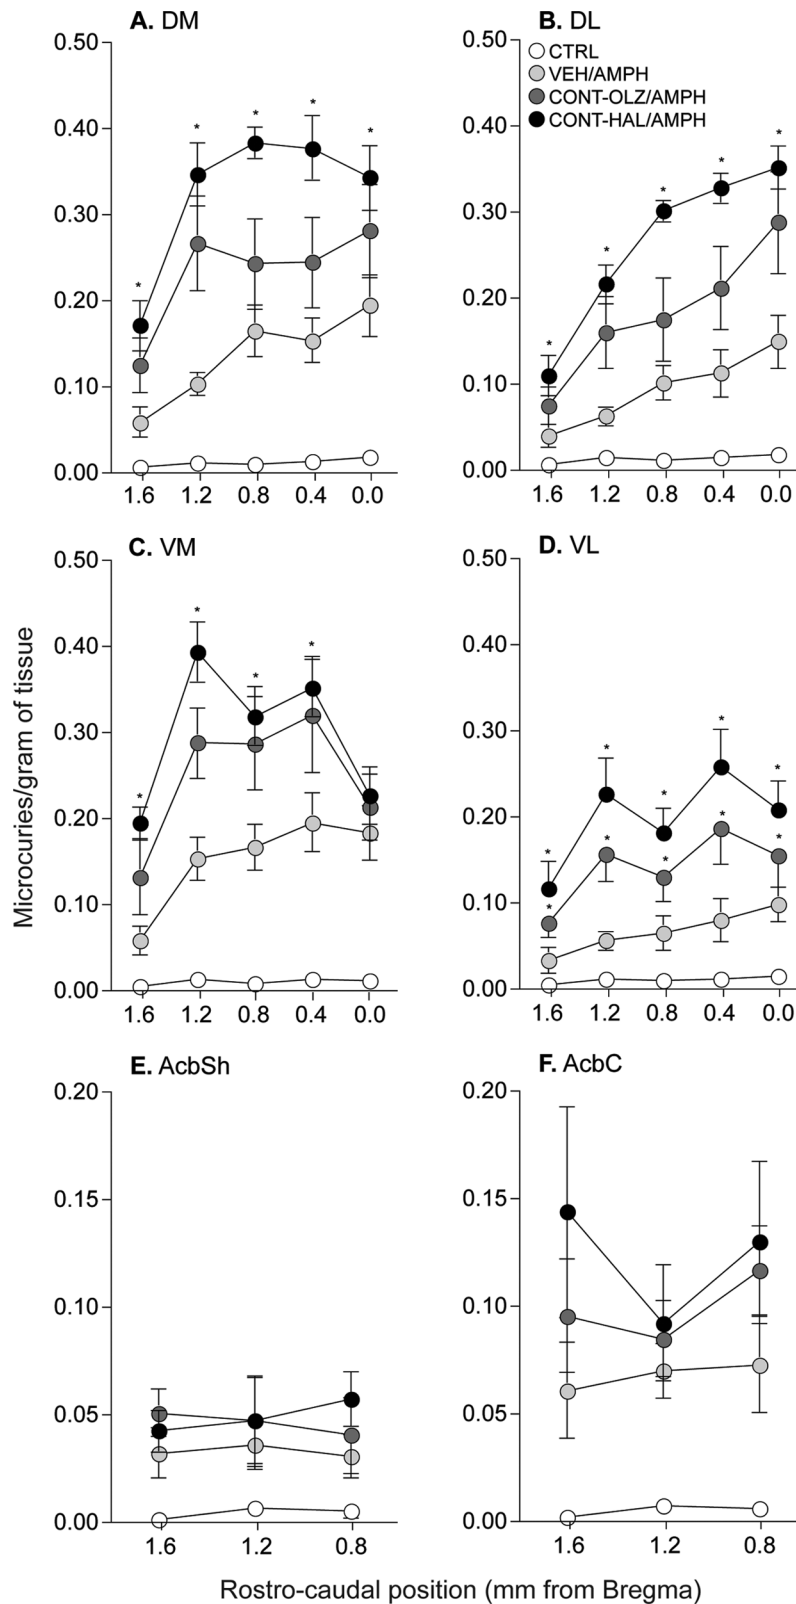 A. DM
0.50
0.40
0.30
0.20
0.10
0.00
1.6 1.2 0.8 0.4 0.0
* * * * *
B. DL
CTRL
VEH/AMPH
CONT-OLZ/AMPH
CONT-HAL/AMPH
0.50
0.40
0.30
0.20
0.10
0.00
1.6 1.2 0.8 0.4 0.0
* * * * *
Microcuries/gram of tissue
C. VM
0.50
0.40
0.30
0.20
0.10
0.00
1.6 1.2 0.8 0.4 0.0
* * * *
D. VL
0.50
0.40
0.30
0.20
0.10
0.00
1.6 1.2 0.8 0.4 0.0
* * * * *
* * * * *
E. AcbSh
0.20
0.15
0.10
0.05
0.00
1.6 1.2 0.8
F. AcbC
0.20
0.15
0.10
0.05
0.00
1.6 1.2 0.8
Rostro-caudal position (mm from Bregma)